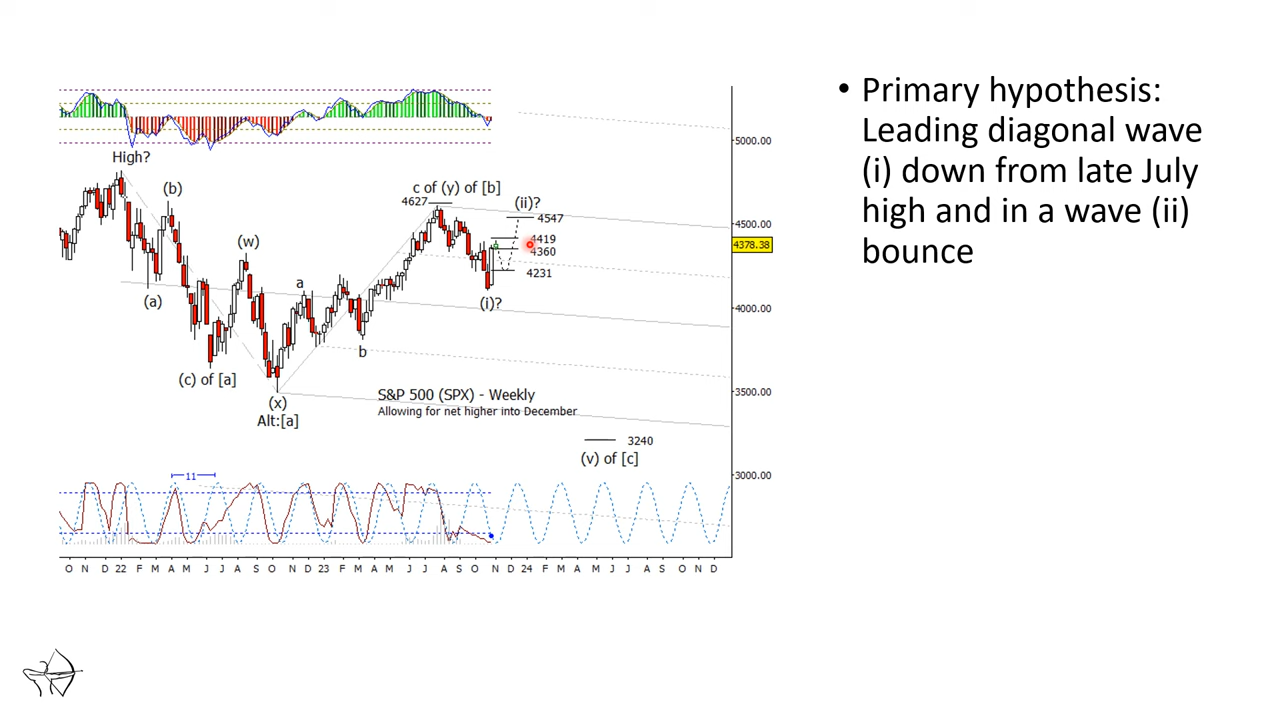 • Primary hypothesis:
Leading diagonal wave
(i) down from late July
high and in a wave (ii)
bounce
High?
(b)
(a)
(c) of [a]
(w)
(x)
Alt:[a]
a
b
c of (y) of [b]
4627
(ii)?
4547
4419
4360
4231
(i)?
S&P 500 (SPX) - Weekly
Allowing for net higher into December
3240
(v) of [c]
11
5000.00
4500.00
4378.38
4000.00
3500.00
3000.00
O N D 22 F M A M J J A S O N D 23 F M A M J J A S O N D 24 F M A M J J A S O N D